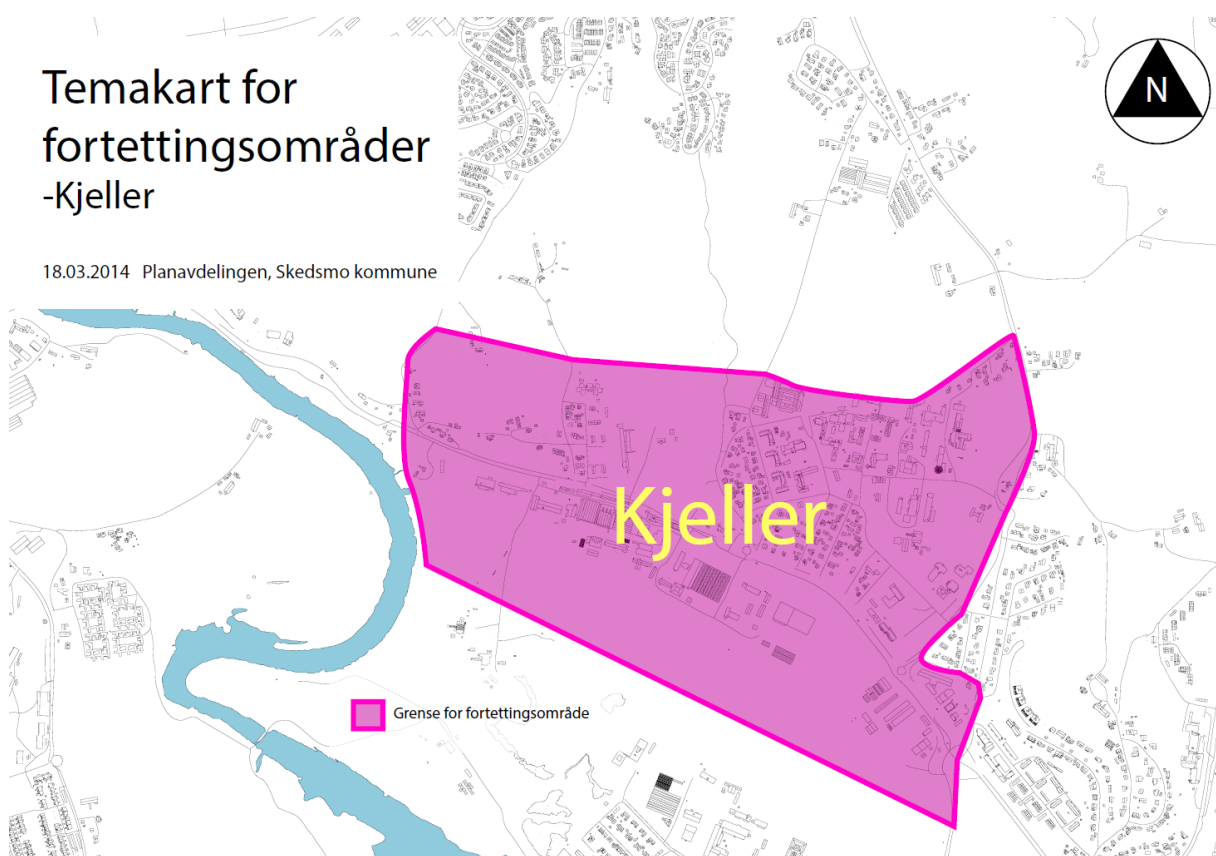 Temakart for
fortettingsområder
-Kjeller
18.03.2014 Planavdelingen, Skedsmo kommune
N
Kjeller
Grense for fortettingsområde